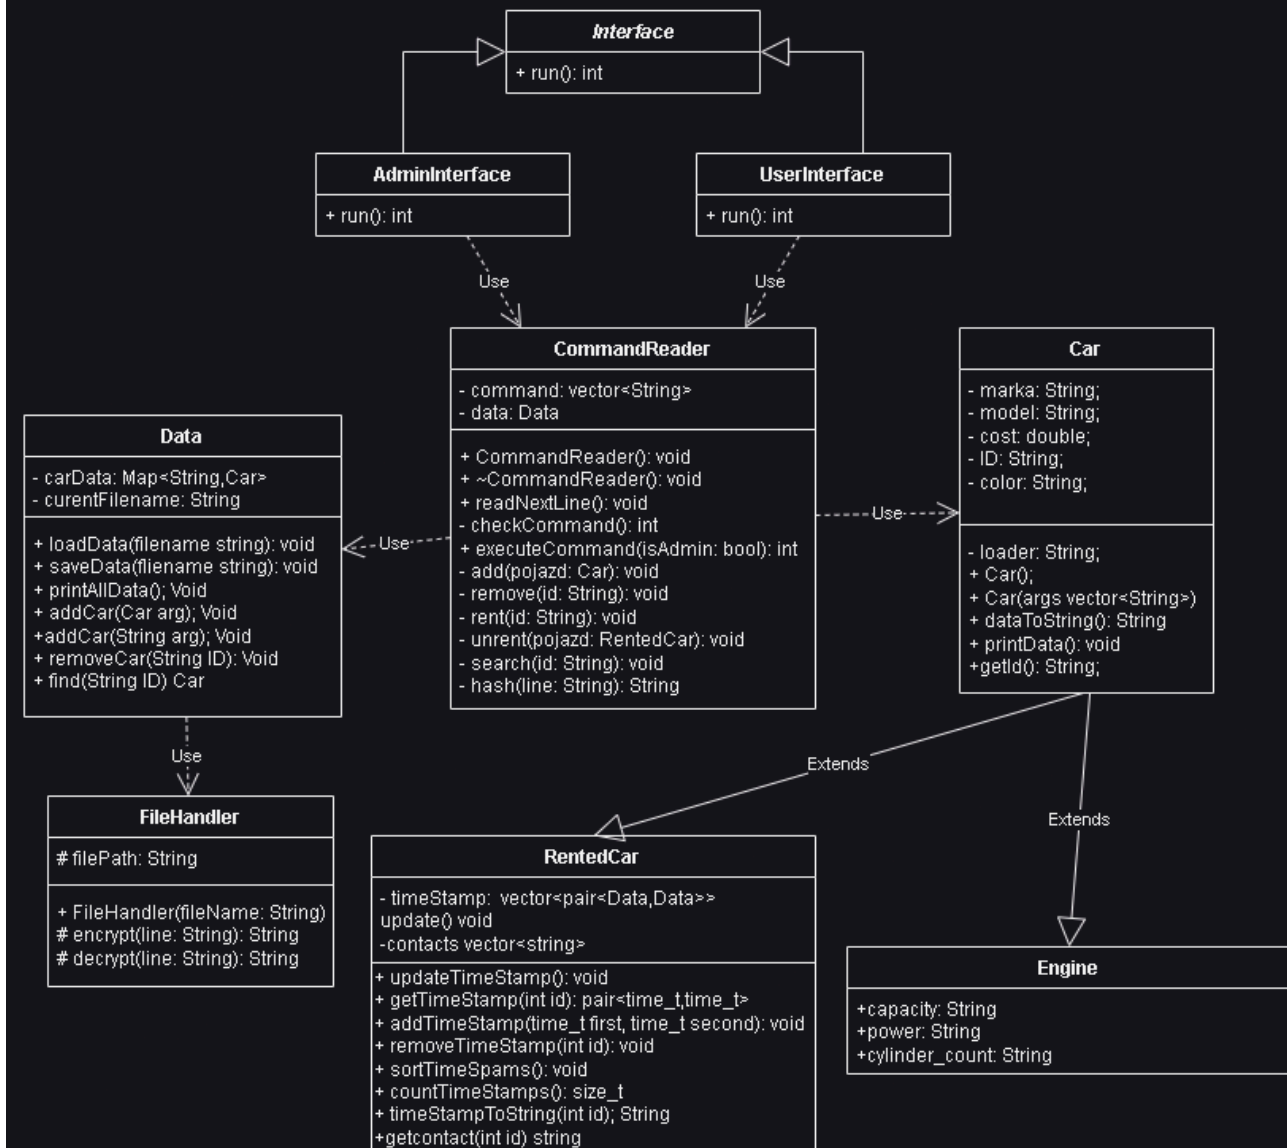 Interface
+ run(): int
AdminInterface
+ run(): int
UserInterface
+ run(): int
Use
Use
CommandReader
- command: vector<String>
- data: Data
+ CommandReader(): void
+ ~CommandReader(): void
+ readNextLine(): void
- checkCommand(): int
+ executeCommand(isAdmin: bool): int
- add(pojazd: Car): void
- remove(id: String): void
- rent(id: String): void
- unrent(pojazd: RentedCar): void
- search(id: String): void
- hash(line: String): String
Car
- marka: String;
- model: String;
- cost: double;
- ID: String;
- color: String;
- loader: String;
+ Car();
+ Car(args vector<String>)
+ dataToString(): String
+ printData(): void
+getId(): String;
Use
Use
Data
- carData: Map<String,Car>
- curentFilename: String
+ loadData(filename string): void
+ saveData(fliename string): void
+ printAllData(); Void
+ addCar(Car arg); Void
+addCar(String arg); Void
+ removeCar(String ID): Void
+ find(String ID) Car
Use
Extends
Extends
FileHandler
# filePath: String
+ FileHandler(fileName: String)
# encrypt(line: String): String
# decrypt(line: String): String
RentedCar
- timeStamp:  vector<pair<Data,Data>>
update() void
-contacts vector<string>
+ updateTimeStamp(): void
+ getTimeStamp(int id): pair<time_t,time_t>
+ addTimeStamp(time_t first, time_t second): void
+ removeTimeStamp(int id): void
+ sortTimeSpams(): void
+ countTimeStamps(): size_t
+ timeStampToString(int id); String
+getcontact(int id) string
Engine
+capacity: String
+power: String
+cylinder_count: String